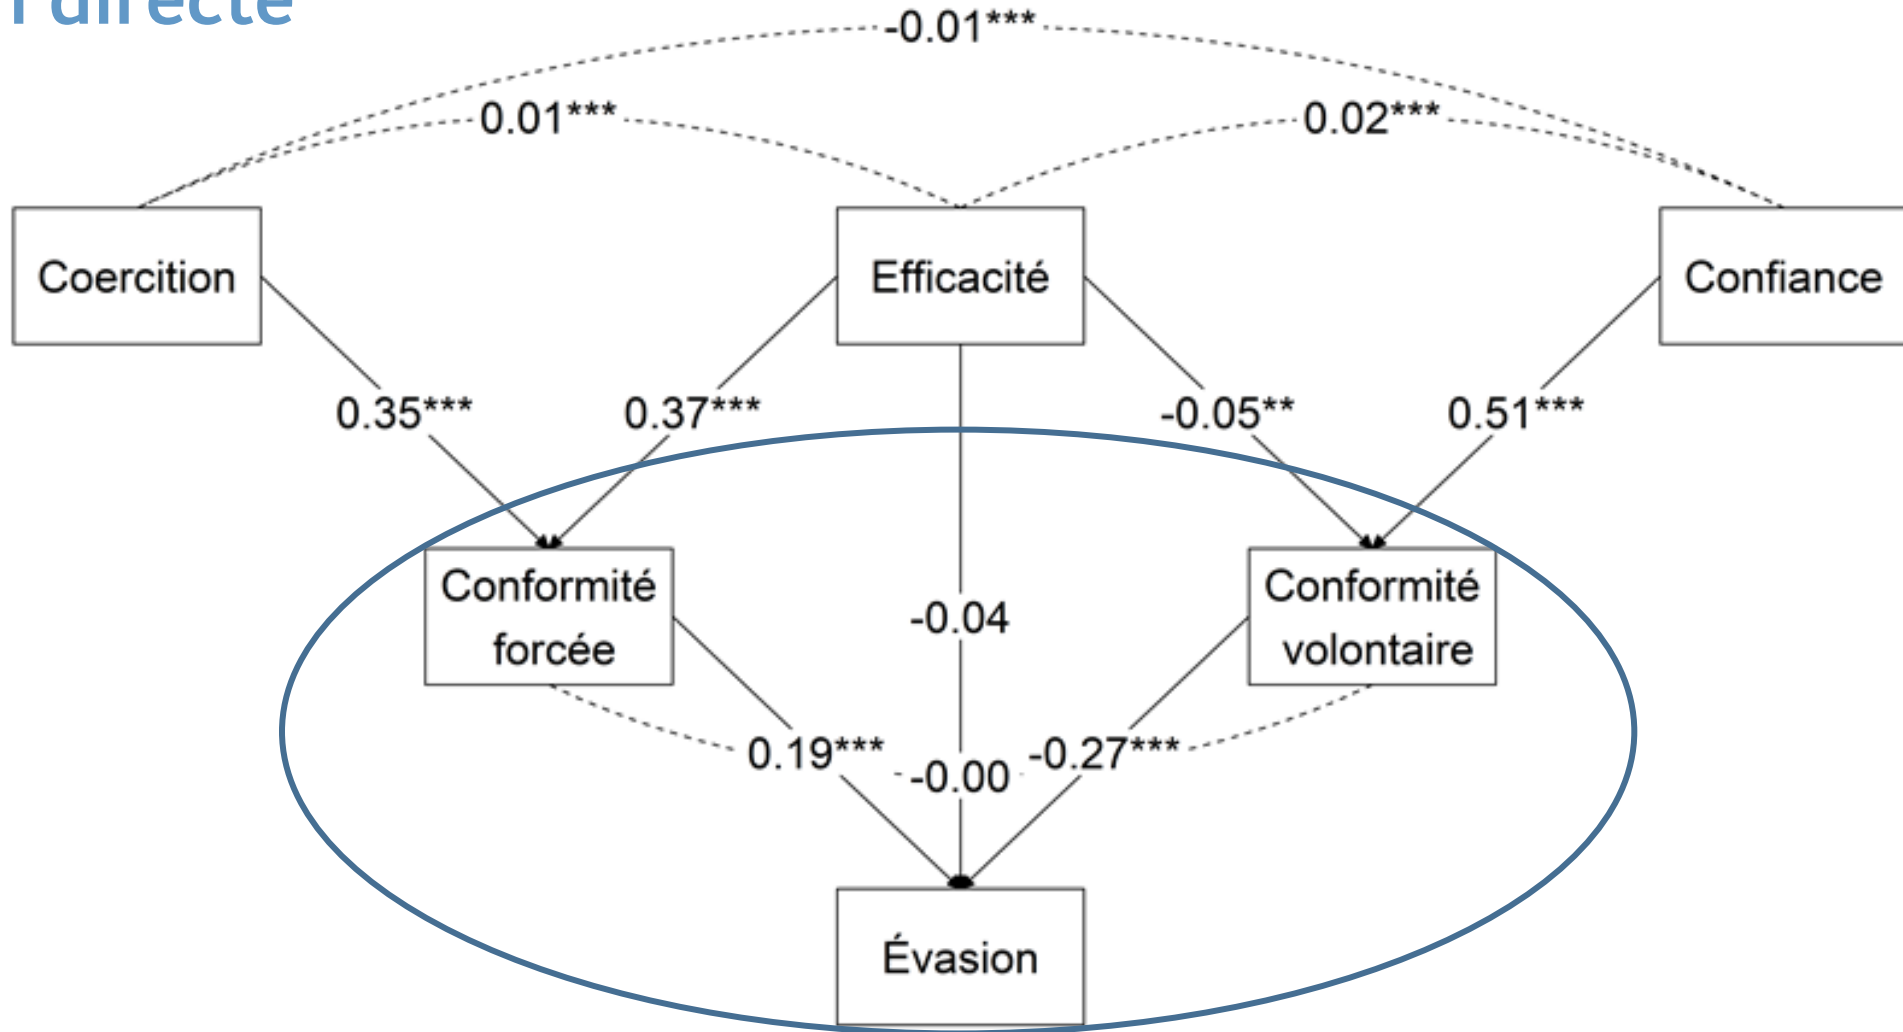 directe
-0.01***
0.01***
0.02***
Coercition
Efficacité
Confiance
0.35***
0.37***
-0.05**
0.51***
Conformité
forcée
-0.04
Conformité
volontaire
0.19***
-0.00
-0.27***
Évasion